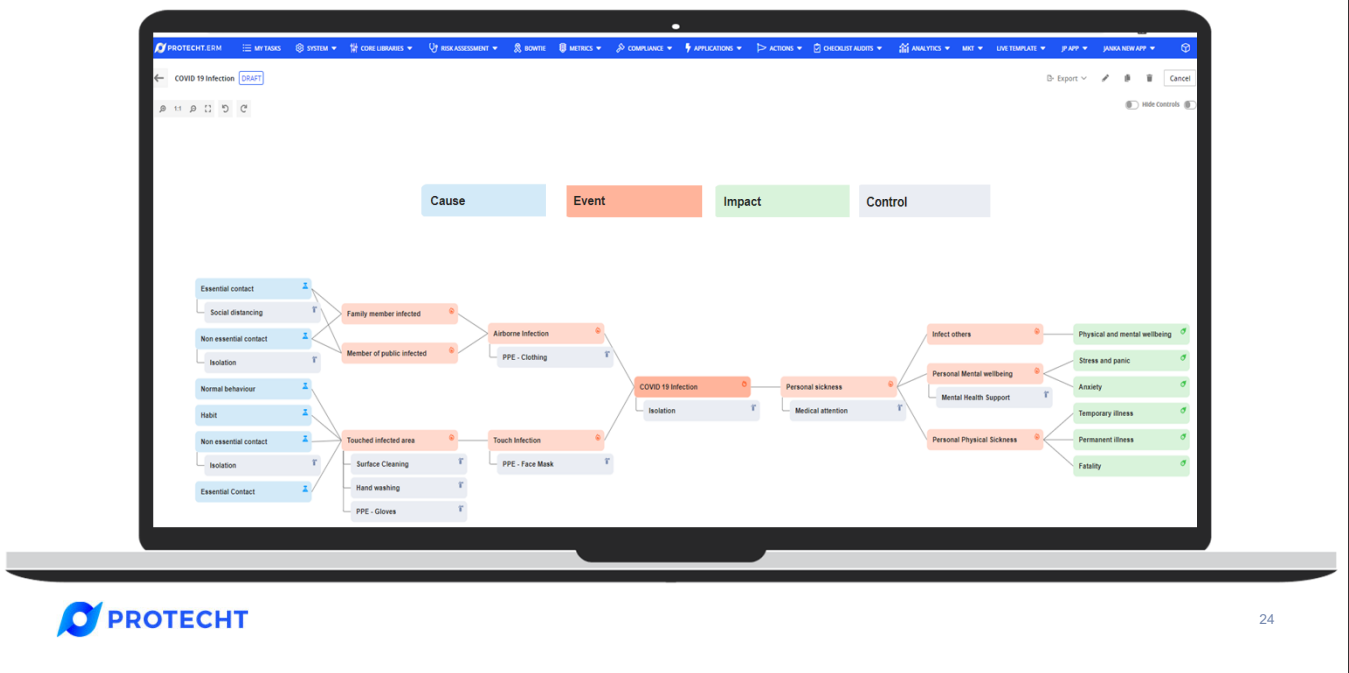 PROTECHT.ERM MY TASKS SYSTEM CORE LIBRARIES RISK ASSESSMENT BOWTIE METRICS COMPLIANCE APPLICATIONS ACTIONS CHECKLIST AUDITS ANALYTICS MKT LIVE TEMPLATE JP APP JANKA NEW APP
COVID 19 Infection DRAFT Export Cancel
1:1 Hide Controls
Cause Event Impact Control
Essential contact
Social distancing
Non essential contact
Isolation
Normal behaviour
Habit
Non essential contact
Isolation
Essential Contact
Family member infected
Member of public infected
Touched infected area
Surface Cleaning
Hand washing
PPE - Gloves
Airborne Infection
PPE - Clothing
Touch Infection
PPE - Face Mask
COVID 19 Infection
Isolation
Personal sickness
Medical attention
Infect others
Personal Mental wellbeing
Mental Health Support
Personal Physical Sickness
Physical and mental wellbeing
Stress and panic
Anxiety
Temporary illness
Permanent illness
Fatality
PROTECHT
24